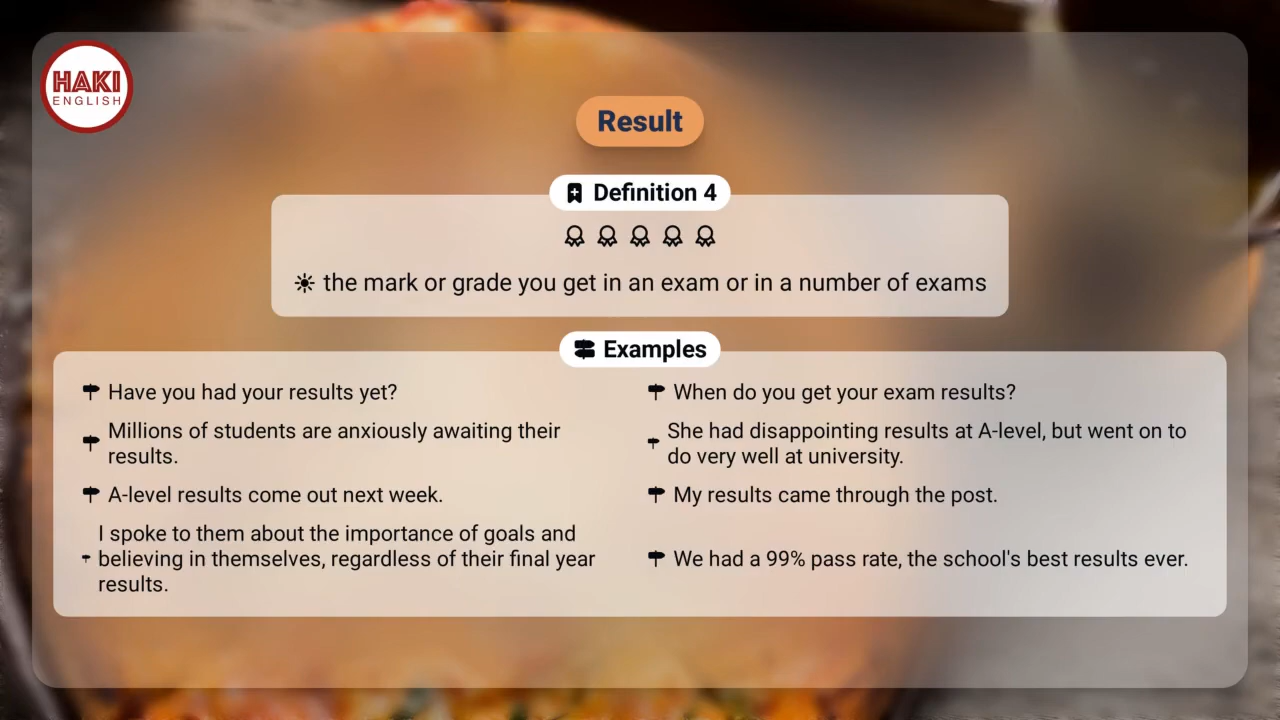 HAKI
ENGLISH
Result
Definition 4
the mark or grade you get in an exam or in a number of exams
Examples
Have you had your results yet?
When do you get your exam results?
Millions of students are anxiously awaiting their
results.
She had disappointing results at A-level, but went on to
do very well at university.
A-level results come out next week.
My results came through the post.
I spoke to them about the importance of goals and
believing in themselves, regardless of their final year
results.
We had a 99% pass rate, the school's best results ever.